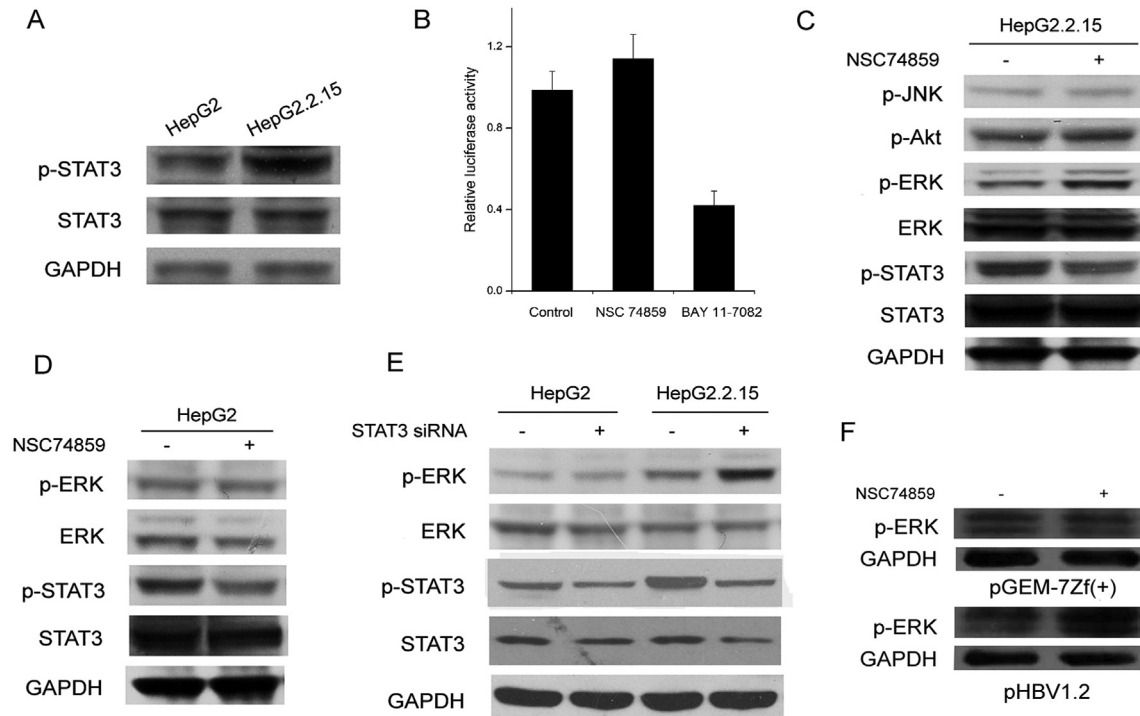 A
HepG2 HepG2.2.15
p-STAT3
STAT3
GAPDH
B
Relative luciferase activity
1.2
0.8
0.4
0.0
Control NSC 74859 BAY 11-7082
C
HepG2.2.15
NSC74859 - +
p-JNK
p-Akt
p-ERK
ERK
p-STAT3
STAT3
GAPDH
D
HepG2
NSC74859 - +
p-ERK
ERK
p-STAT3
STAT3
GAPDH
E
HepG2 HepG2.2.15
STAT3 siRNA - + - +
p-ERK
ERK
p-STAT3
STAT3
GAPDH
F
NSC74859 - +
p-ERK
GAPDH
pGEM-7Zf(+)
p-ERK
GAPDH
pHBV1.2